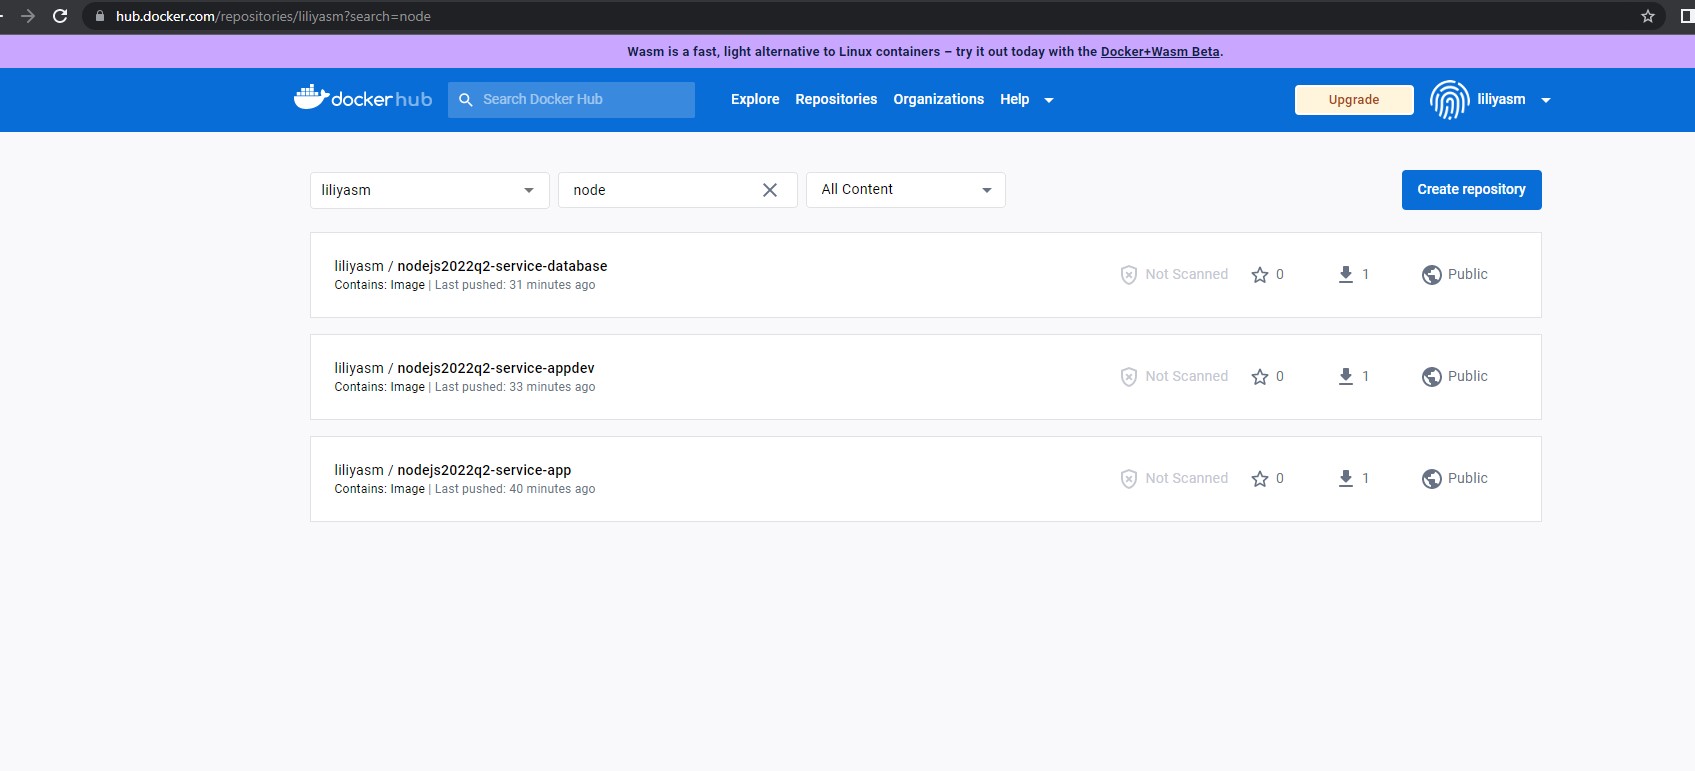 hub.docker.com/repositories/liliyasm?search=node
Wasm is a fast, light alternative to Linux containers – try it out today with the Docker+Wasm Beta.
dockerhub Search Docker Hub Explore Repositories Organizations Help Upgrade liliyasm
liliyasm node All Content Create repository
liliyasm / nodejs2022q2-service-database
Contains: Image | Last pushed: 31 minutes ago
Not Scanned 0 1 Public
liliyasm / nodejs2022q2-service-appdev
Contains: Image | Last pushed: 33 minutes ago
Not Scanned 0 1 Public
liliyasm / nodejs2022q2-service-app
Contains: Image | Last pushed: 40 minutes ago
Not Scanned 0 1 Public